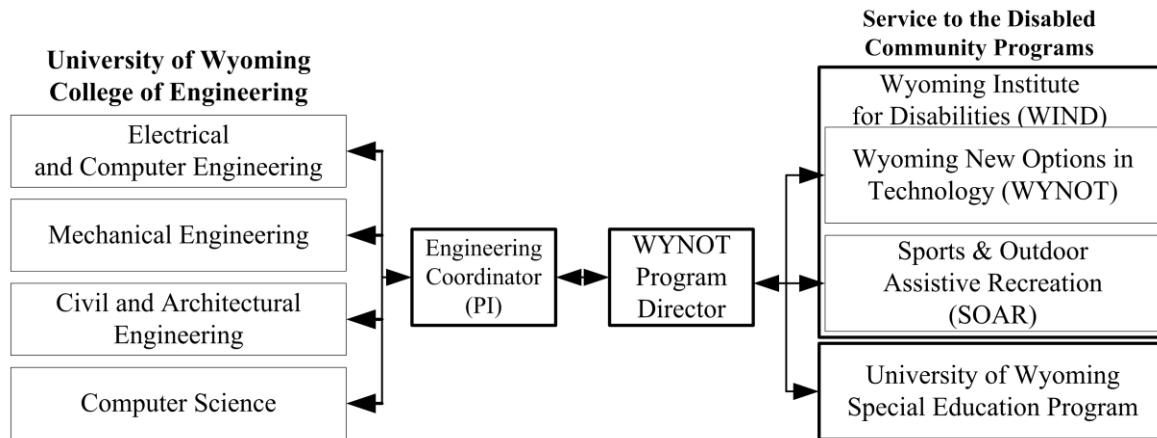 University of Wyoming
College of Engineering
Electrical
and Computer Engineering
Mechanical Engineering
Civil and Architectural
Engineering
Computer Science
Engineering
Coordinator
(PI)
WYNOT
Program
Director
Service to the Disabled
Community Programs
Wyoming Institute
for Disabilities (WIND)
Wyoming New Options in
Technology (WYNOT)
Sports & Outdoor
Assistive Recreation
(SOAR)
University of Wyoming
Special Education Program